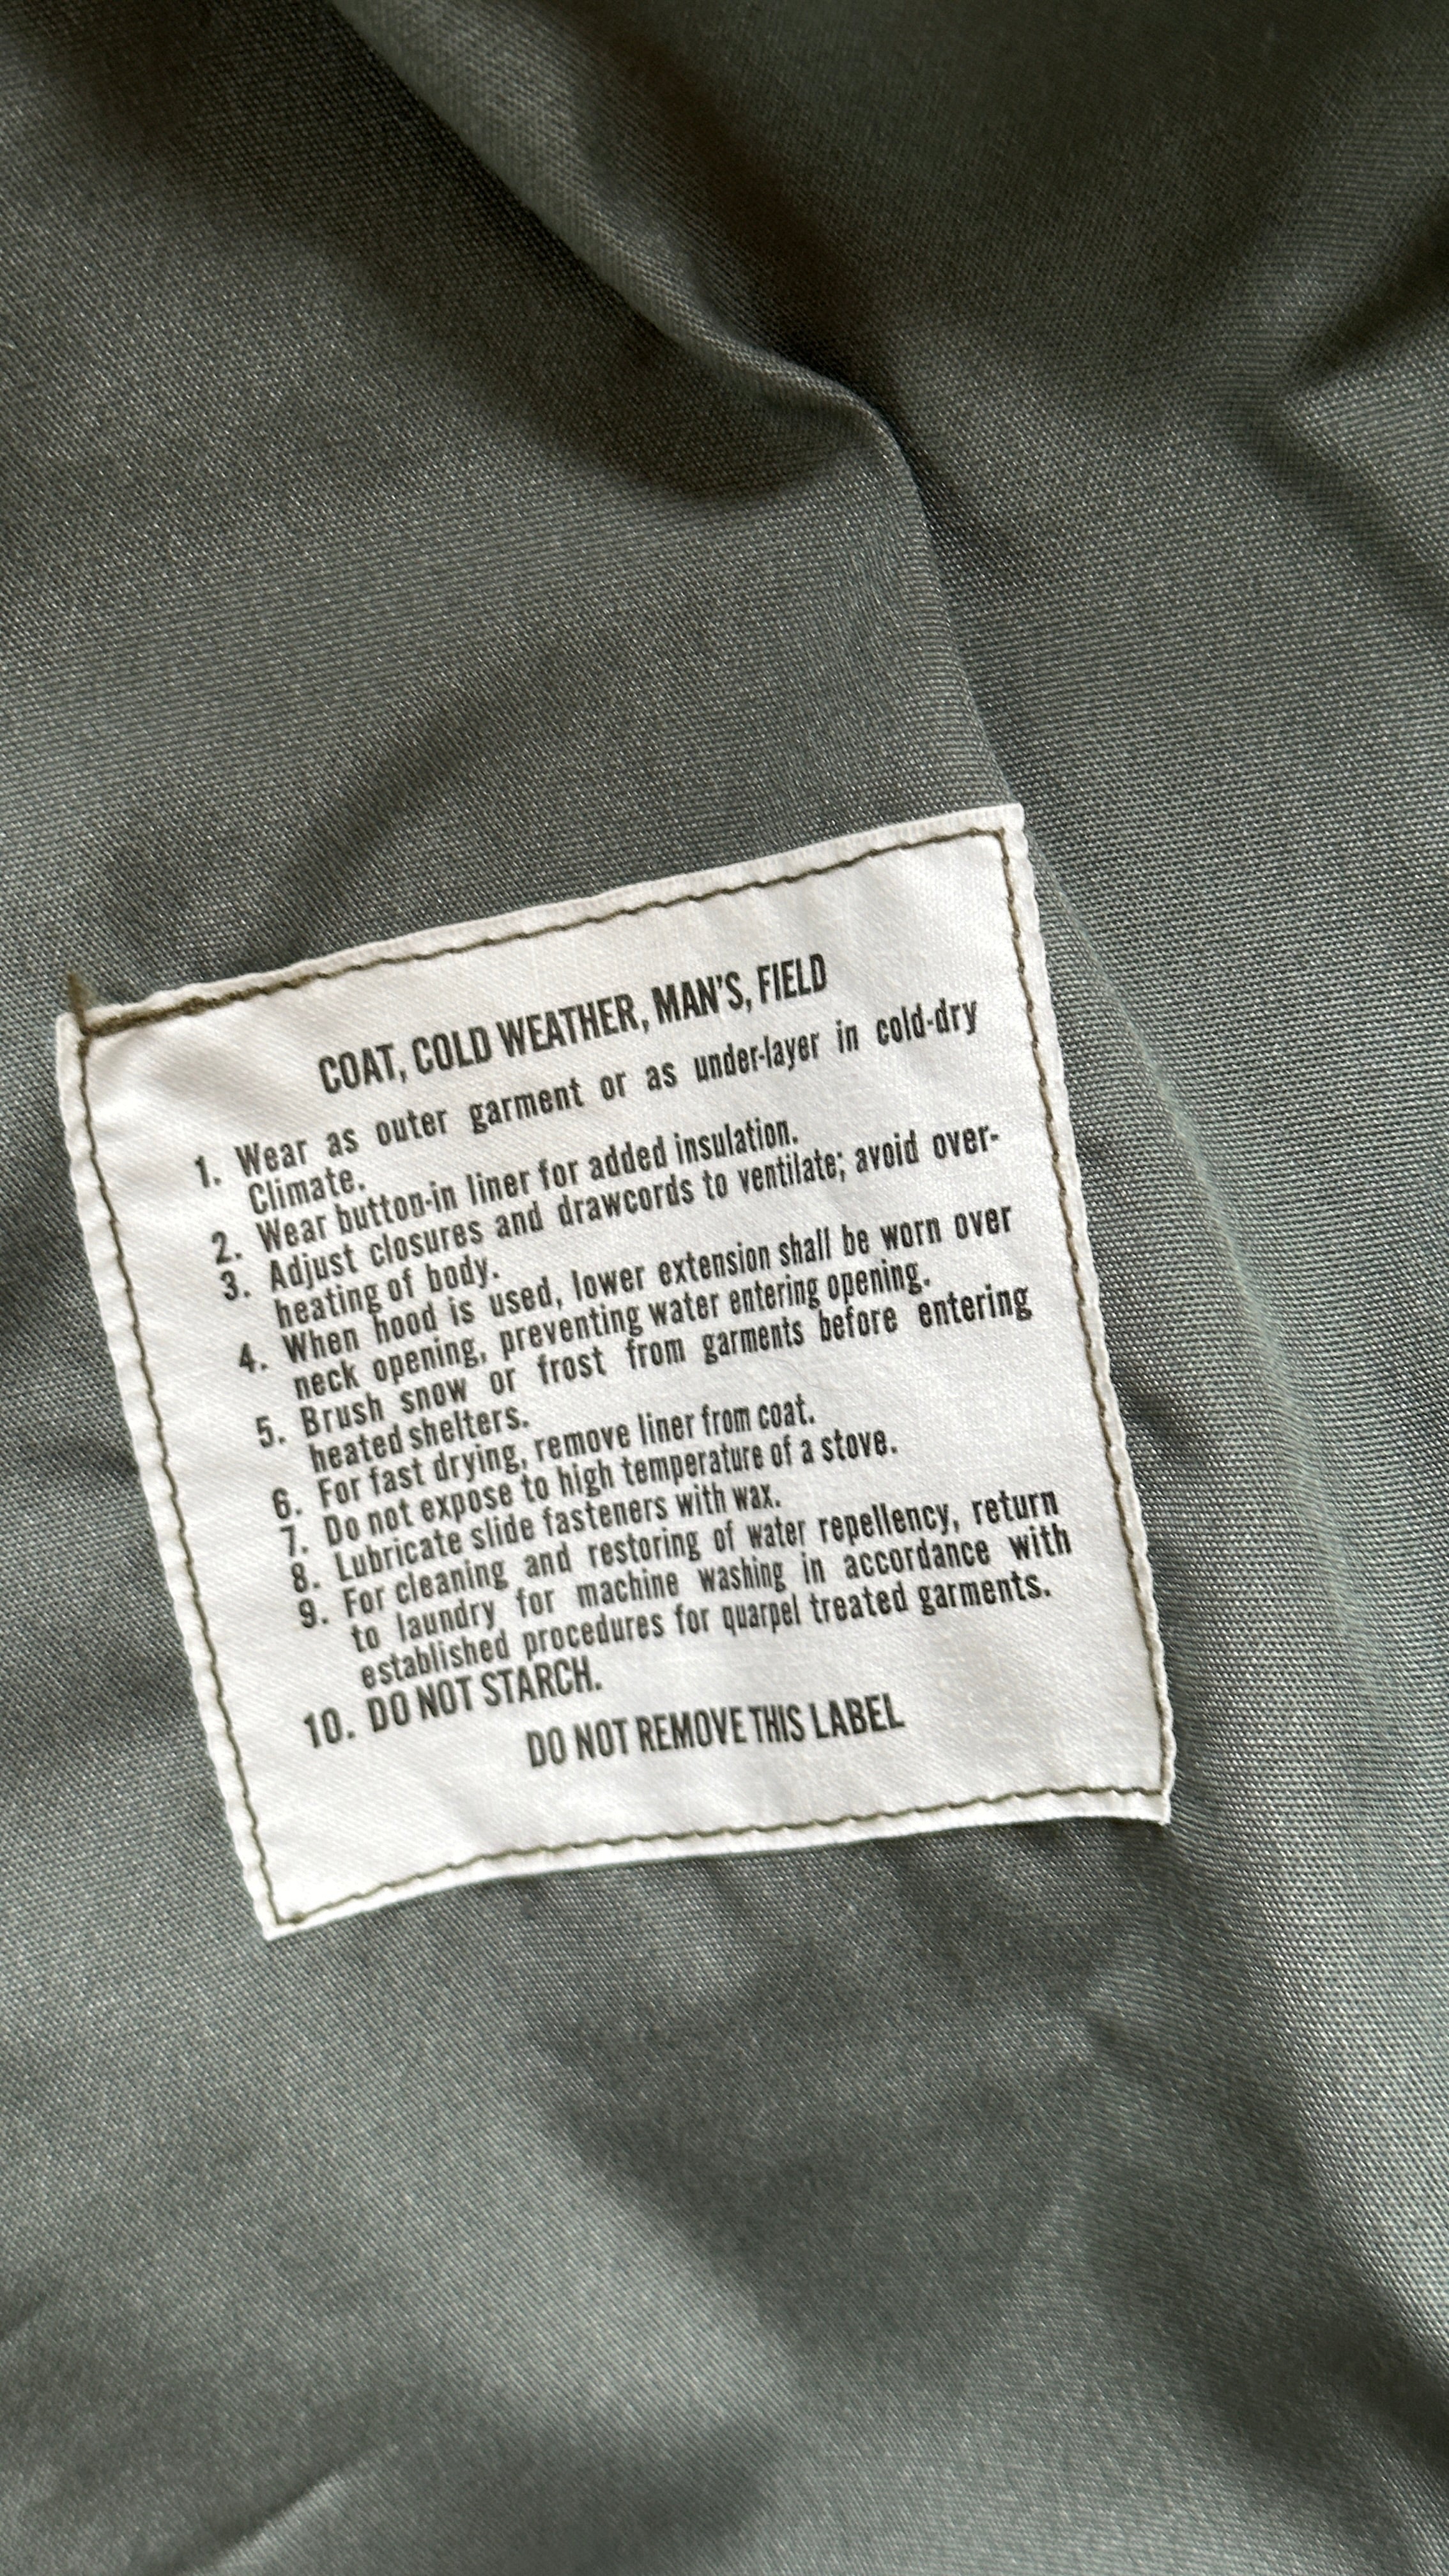 COAT, COLD WEATHER, MAN'S, FIELD
1. Wear as outer garment or as under-layer in cold-dry
Climate.
2. Wear button-in liner for added insulation.
3. Adjust closures and drawcords to ventilate; avoid over-
heating of body.
4. When hood is used, lower extension shall be worn over
neck opening, preventing water entering opening.
5. Brush snow or frost from garments before entering
heated shelters.
6. For fast drying, remove liner from coat.
7. Do not expose to high temperature of a stove.
8. Lubricate slide fasteners with wax.
9. For cleaning and restoring of water repellency, return
to laundry for machine washing in accordance with
established procedures for quarpel treated garments.
10. DO NOT STARCH.
DO NOT REMOVE THIS LABEL